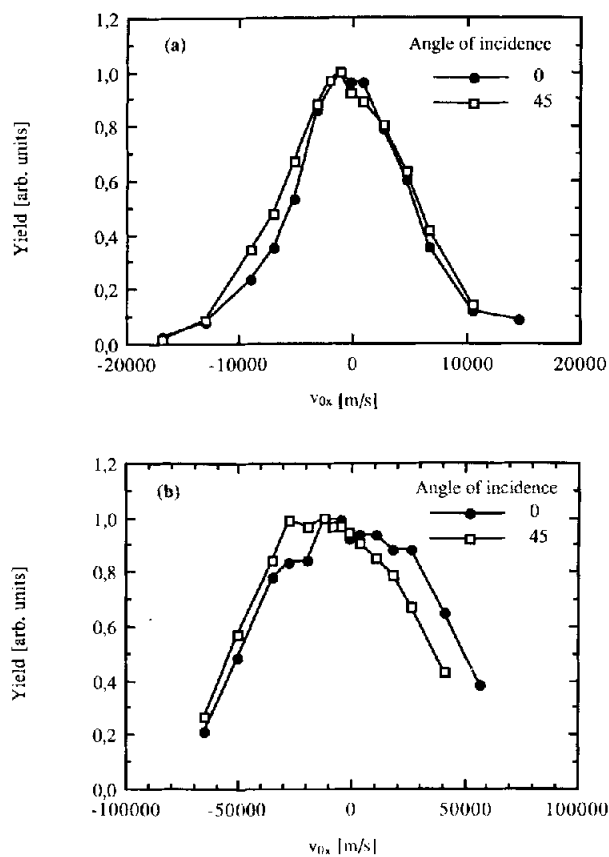 (a)
Angle of incidence
0
45
Yield [arb. units]
1,2
1,0
0,8
0,6
0,4
0,2
0,0
-20000 -10000 0 10000 20000
v0x [m/s]
(b)
Angle of incidence
0
45
Yield [arb. units]
1,2
1,0
0,8
0,6
0,4
0,2
0,0
-100000 -50000 0 50000 100000
v0x [m/s]